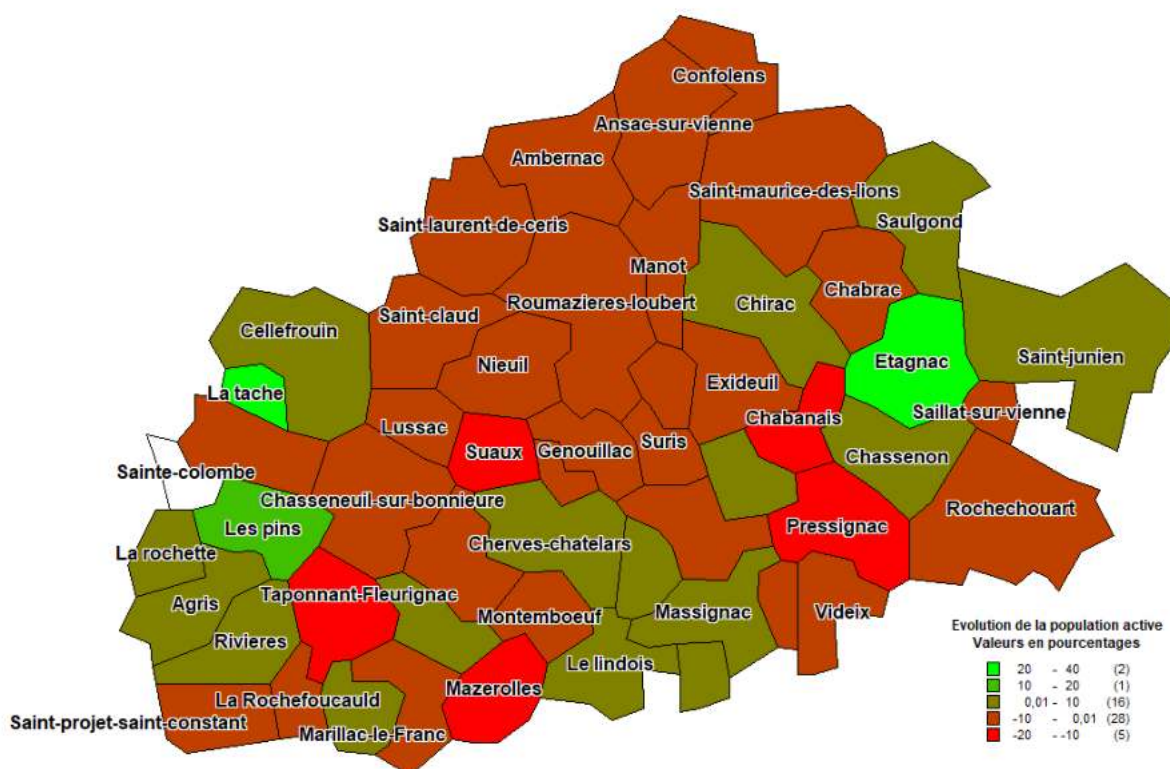 Confolens
Ansac-sur-vienne
Ambernac
Saint-maurice-des-lions
Saint-laurent-de-ceris
Saulgond
Manot
Chabrac
Roumazieres-loubert
Chirac
Saint-claud
Cellefrouin
Saint-junien
Nieuil
Etagnac
Exideuil
La tache
Saillat-sur-vienne
Chabanais
Lussac
Suris
Genouillac
Suaux
Chassenon
Sainte-colombe
Chasseneuil-sur-bonnieure
Rochechouart
Les pins
Pressignac
Cherves-chatelars
La rochette
Taponnant-Fleurignac
Agris
Massignac
Videix
Montemboeuf
Rivieres
Le lindois
Mazerolles
La Rochefoucauld
Saint-projet-saint-constant
Marillac-le-Franc
Evolution de la population active
Valeurs en pourcentages
20 - 40 (2)
10 - 20 (1)
0,01 - 10 (16)
-10 - 0,01 (28)
-20 - -10 (5)